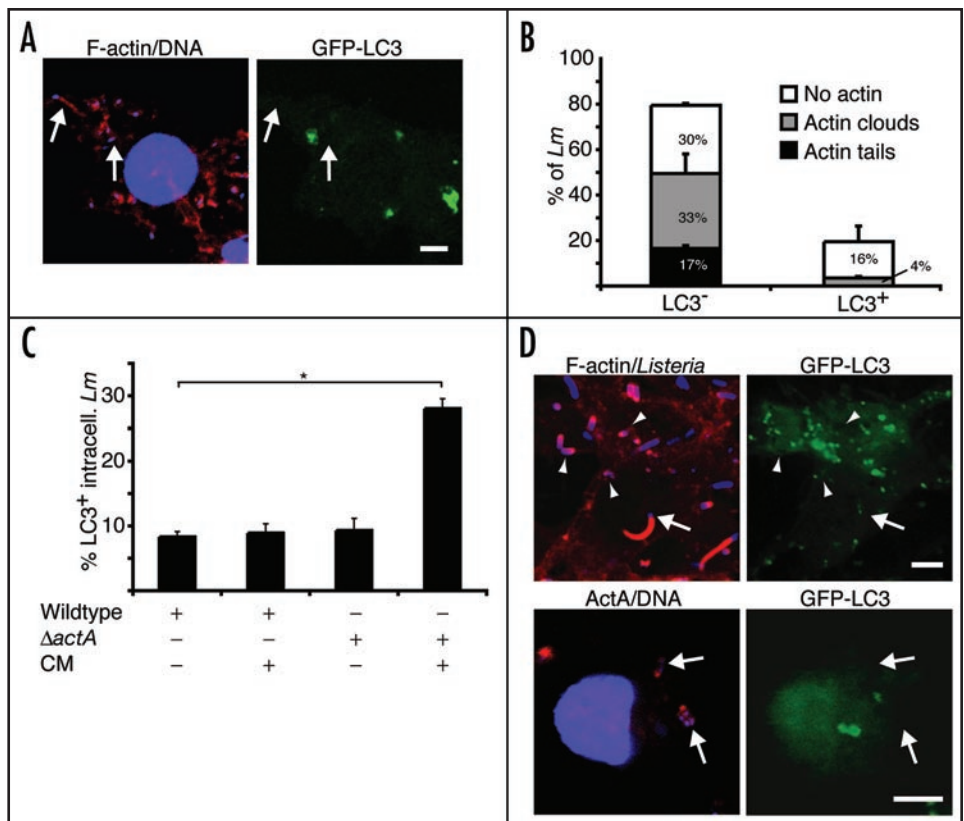 A
F-actin/DNA
GFP-LC3
B
100
80
60
40
20
% of Lm
No actin
Actin clouds
Actin tails
30%
33%
17%
16%
4%
LC3⁻
LC3⁺
C
30
20
10
% LC3⁺ intracell. Lm
*
Wildtype + + – –
ΔactA – – + +
CM – + – +
D
F-actin/Listeria
GFP-LC3
ActA/DNA
GFP-LC3